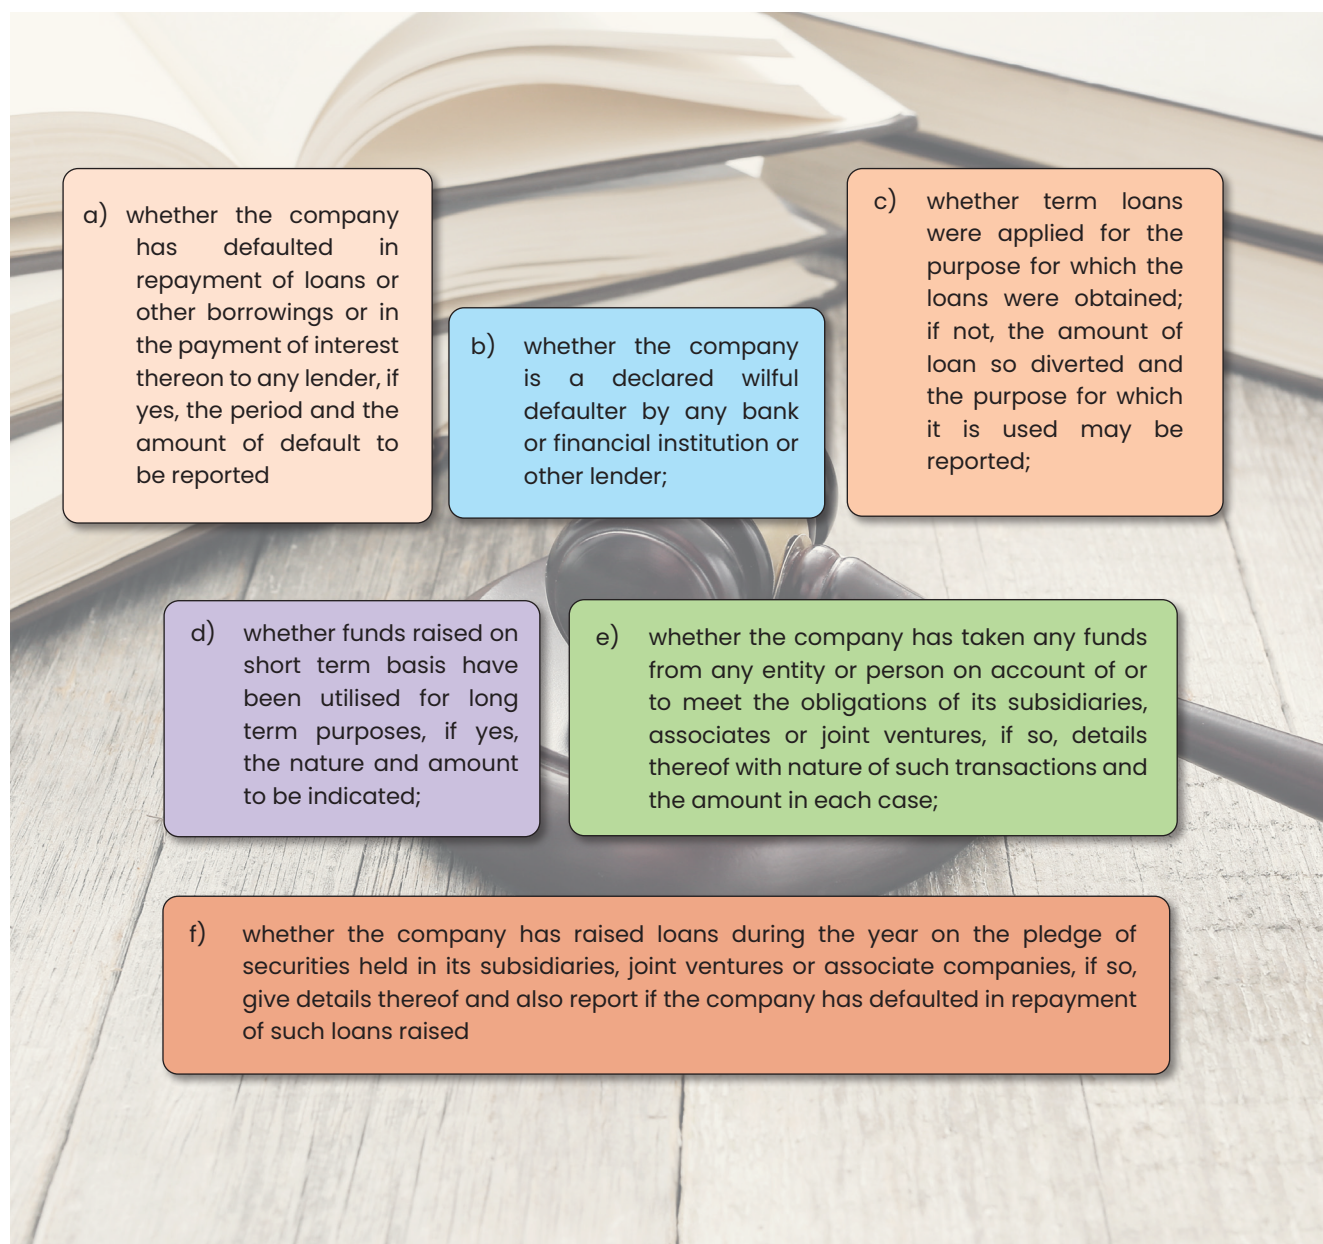 a) whether the company
has defaulted in
repayment of loans or
other borrowings or in
the payment of interest
thereon to any lender, if
yes, the period and the
amount of default to
be reported
b) whether the company
is a declared wilful
defaulter by any bank
or financial institution or
other lender;
c) whether term loans
were applied for the
purpose for which the
loans were obtained;
if not, the amount of
loan so diverted and
the purpose for which
it is used may be
reported;
d) whether funds raised on
short term basis have
been utilised for long
term purposes, if yes,
the nature and amount
to be indicated;
e) whether the company has taken any funds
from any entity or person on account of or
to meet the obligations of its subsidiaries,
associates or joint ventures, if so, details
thereof with nature of such transactions and
the amount in each case;
f) whether the company has raised loans during the year on the pledge of
securities held in its subsidiaries, joint ventures or associate companies, if so,
give details thereof and also report if the company has defaulted in repayment
of such loans raised